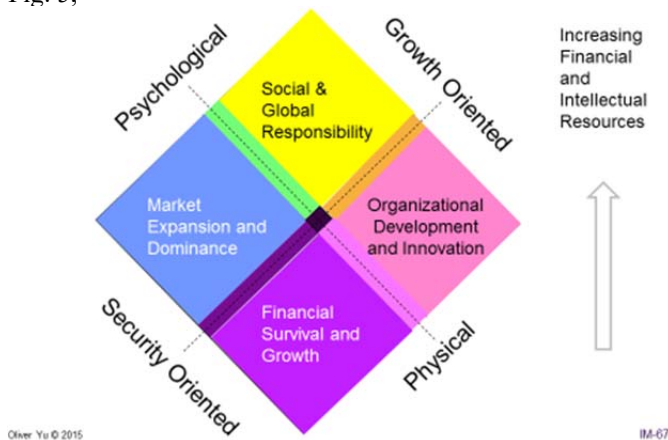 Fig. 5,
Psychological
Growth Oriented
Increasing
Financial
and
Intellectual
Resources
Social &
Global
Responsibility
Market
Expansion and
Dominance
Organizational
Development
and Innovation
Financial
Survival and
Growth
Security Oriented
Physical
Oliver Yu © 2015
IM-67